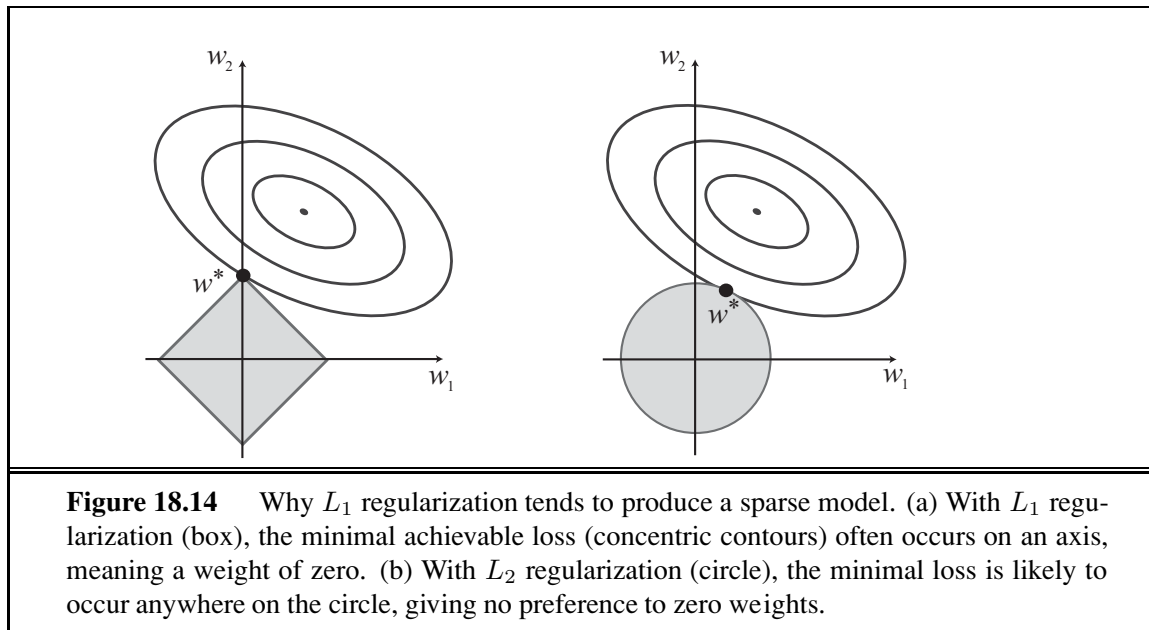 w₂
w*
w₁
w₂
w*
w₁
Figure 18.14 Why L₁ regularization tends to produce a sparse model. (a) With L₁ regu-
larization (box), the minimal achievable loss (concentric contours) often occurs on an axis,
meaning a weight of zero. (b) With L₂ regularization (circle), the minimal loss is likely to
occur anywhere on the circle, giving no preference to zero weights.